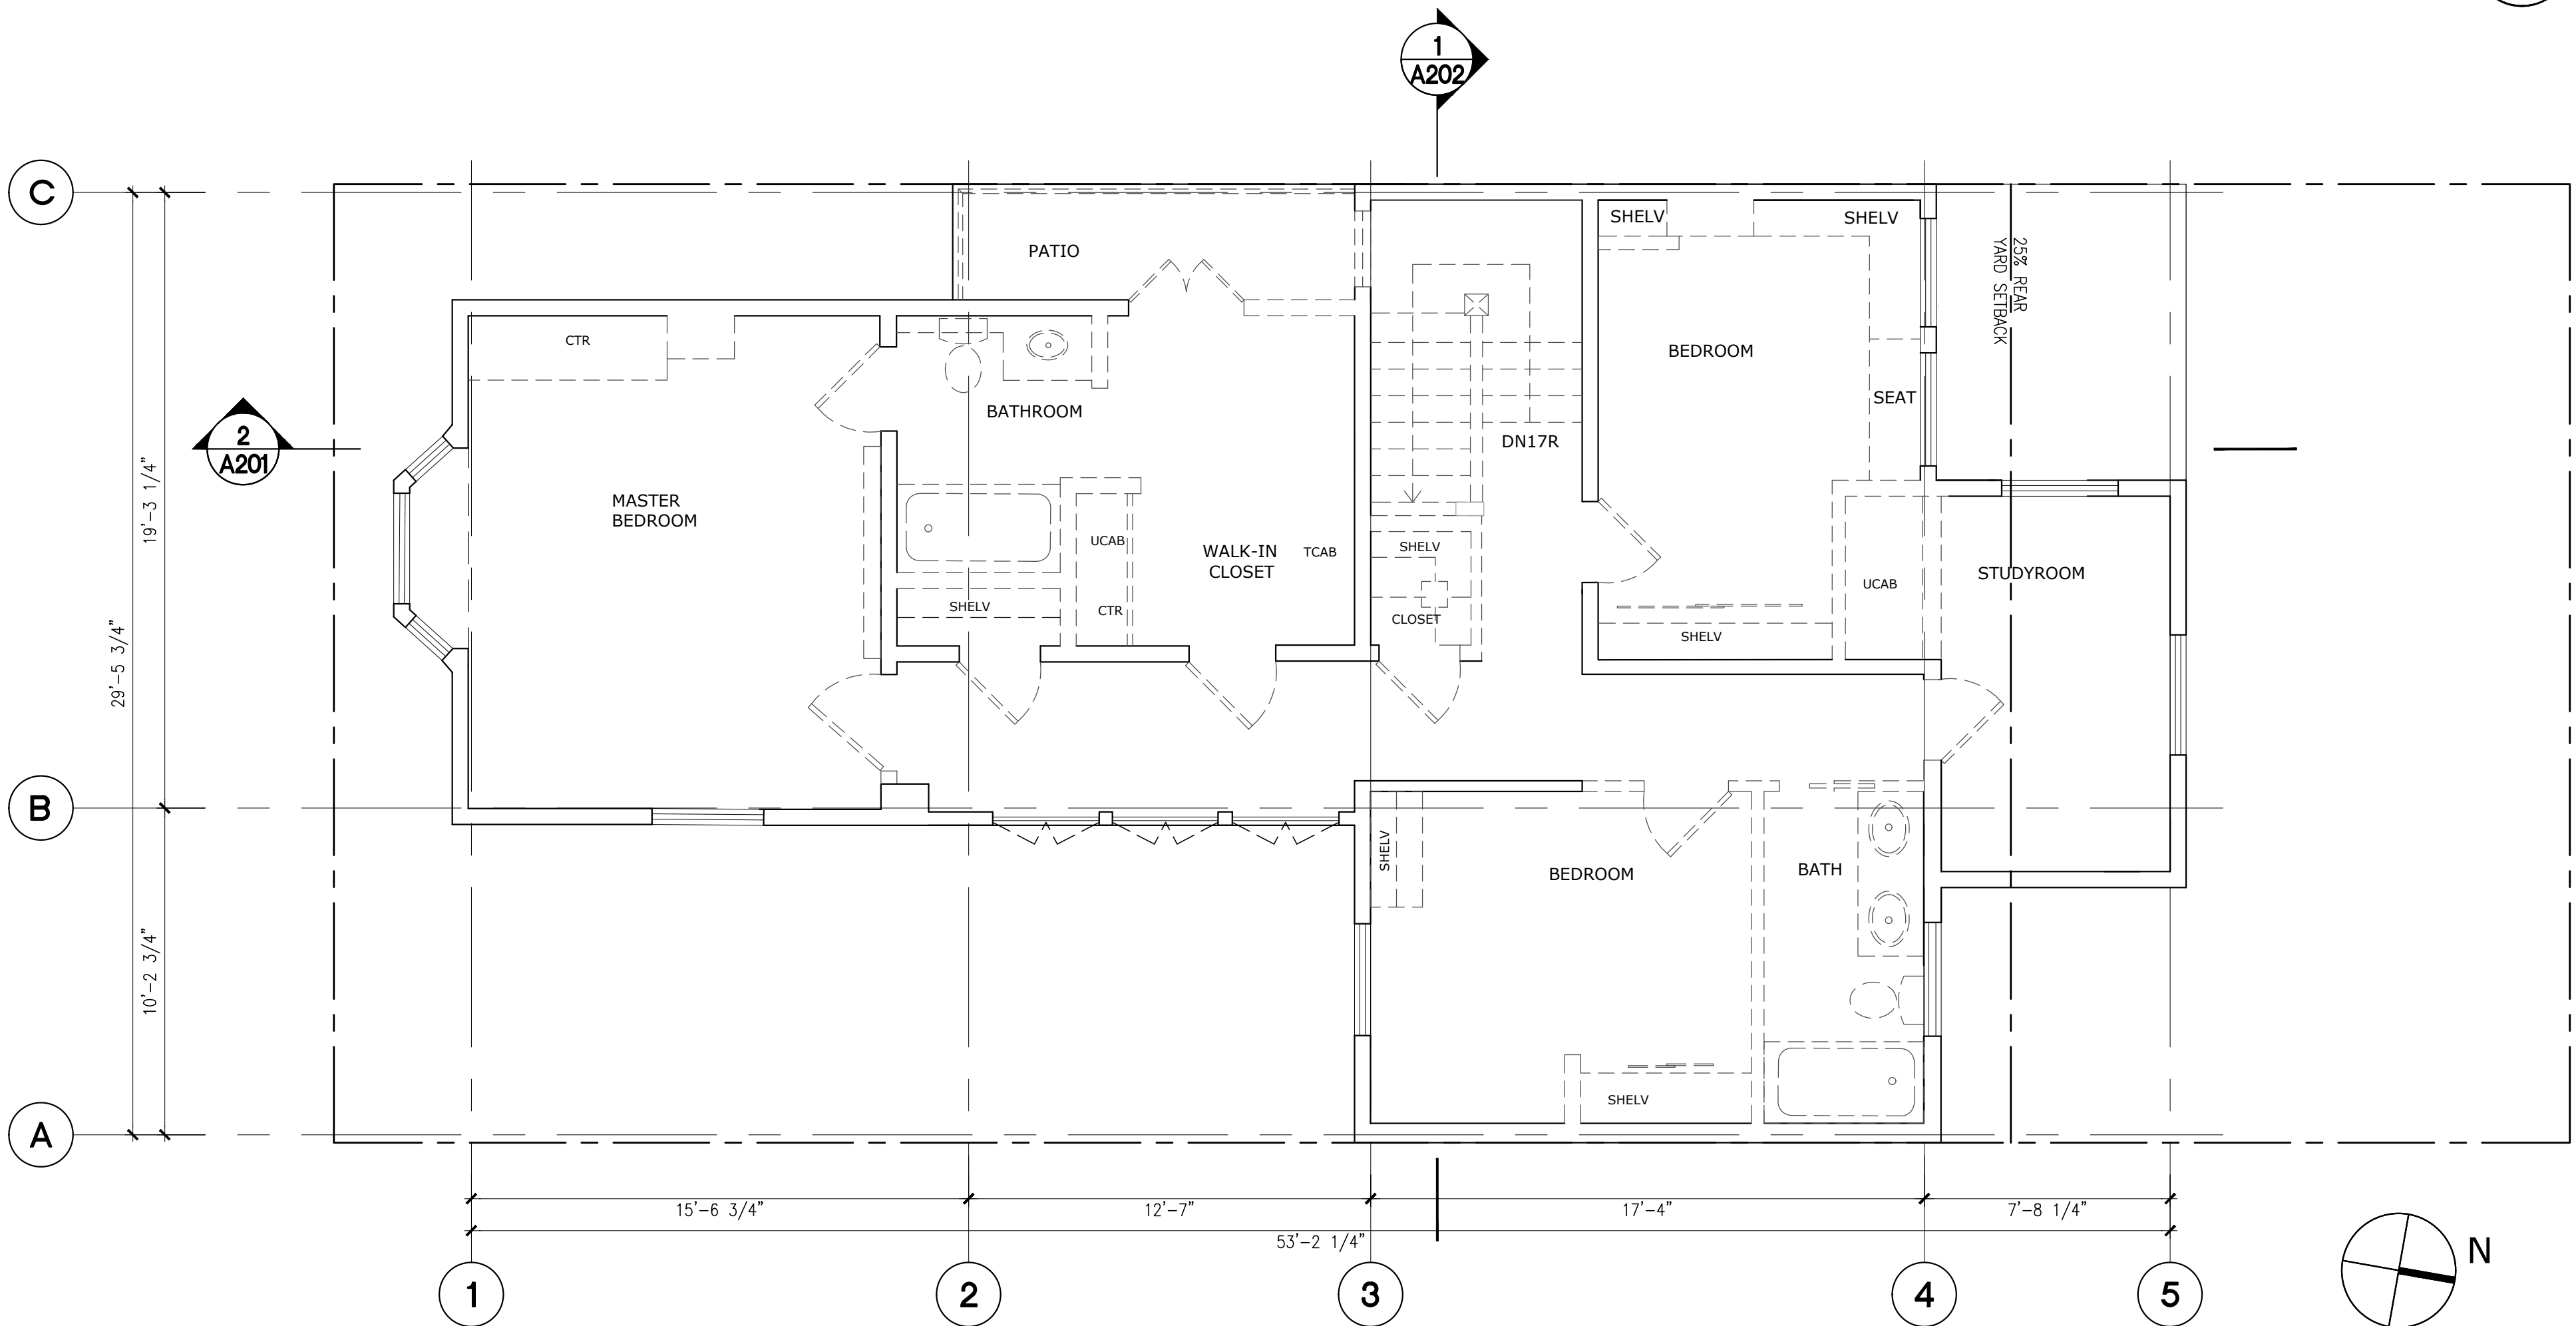 1
A202
C
SHELV
SHELV
25% REAR
YARD SETBACK
PATIO
CTR
BEDROOM
SEAT
BATHROOM
2
A201
DN17R
19'-3 1/4"
MASTER
BEDROOM
UCAB
WALK-IN
CLOSET
TCAB
SHELV
STUDYROOM
UCAB
SHELV
CTR
CLOSET
SHELV
29'-5 3/4"
B
SHELV
BEDROOM
BATH
10'-2 3/4"
SHELV
A
15'-6 3/4"
12'-7"
17'-4"
7'-8 1/4"
53'-2 1/4"
N
1
2
3
4
5